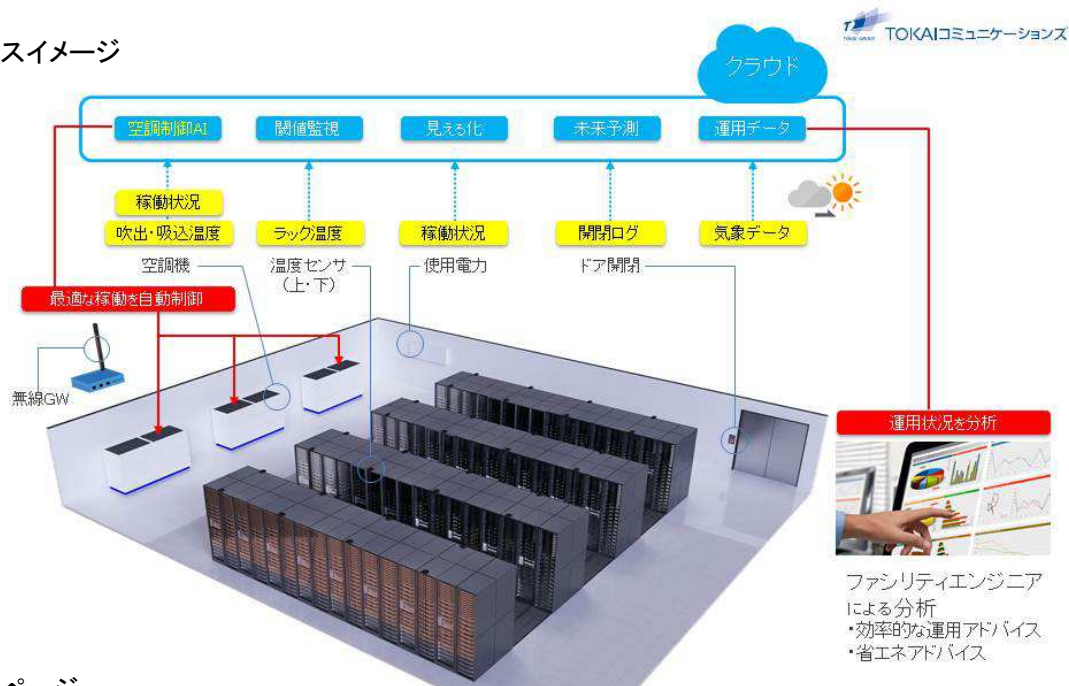 スイメージ
TOKAI GROUP TOKAIコミュニケーションズ
クラウド
空調制御AI
閾値監視
見える化
未来予測
運用データ
稼働状況
吹出・吸込温度
ラック温度
稼働状況
開閉ログ
気象データ
空調機
温度センサ
(上・下)
使用電力
ドア開閉
最適な稼働を自動制御
無線GW
運用状況を分析
ファシリティエンジニア
による分析
・効率的な運用アドバイス
・省エネアドバイス